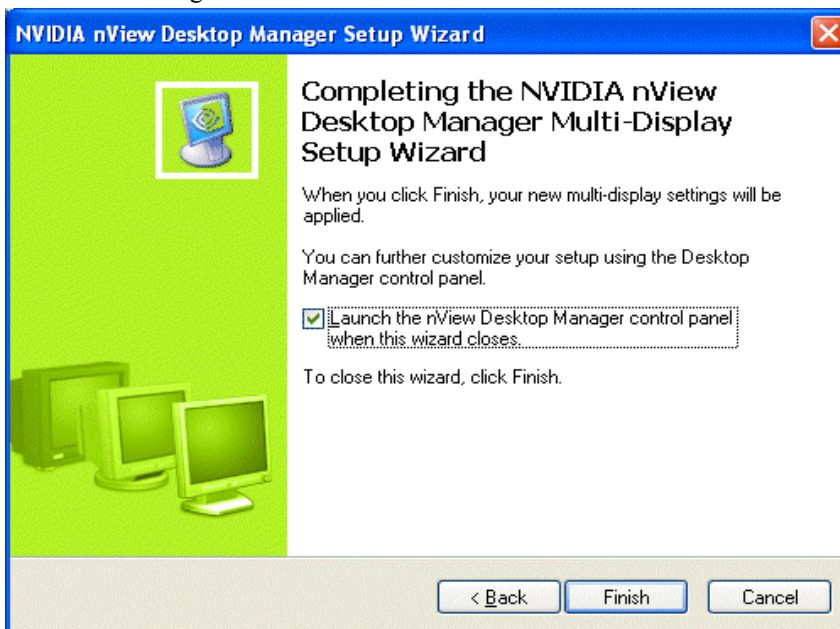 NVIDIA nView Desktop Manager Setup Wizard
Completing the NVIDIA nView
Desktop Manager Multi-Display
Setup Wizard
When you click Finish, your new multi-display settings will be
applied.
You can further customize your setup using the Desktop
Manager control panel.
Launch the nView Desktop Manager control panel
when this wizard closes.
To close this wizard, click Finish.
< Back
Finish
Cancel